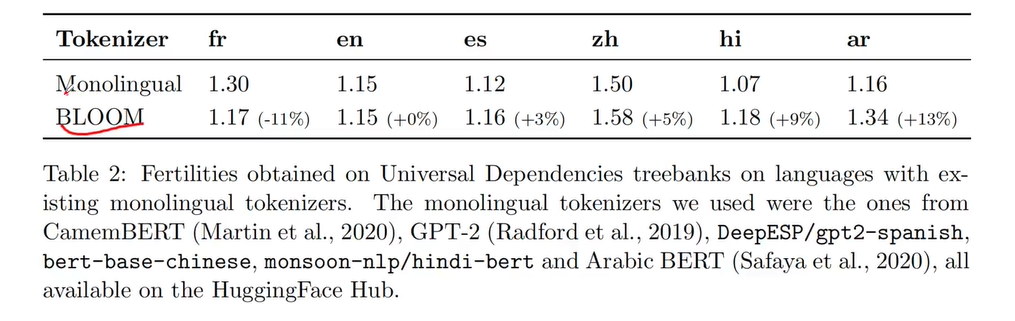 Tokenizer fr en es zh hi ar
Monolingual 1.30 1.15 1.12 1.50 1.07 1.16
BLOOM 1.17 (-11%) 1.15 (+0%) 1.16 (+3%) 1.58 (+5%) 1.18 (+9%) 1.34 (+13%)
Table 2: Fertilities obtained on Universal Dependencies treebanks on languages with ex-
isting monolingual tokenizers. The monolingual tokenizers we used were the ones from
CamemBERT (Martin et al., 2020), GPT-2 (Radford et al., 2019), DeepESP/gpt2-spanish,
bert-base-chinese, monsoon-nlp/hindi-bert and Arabic BERT (Safaya et al., 2020), all
available on the HuggingFace Hub.